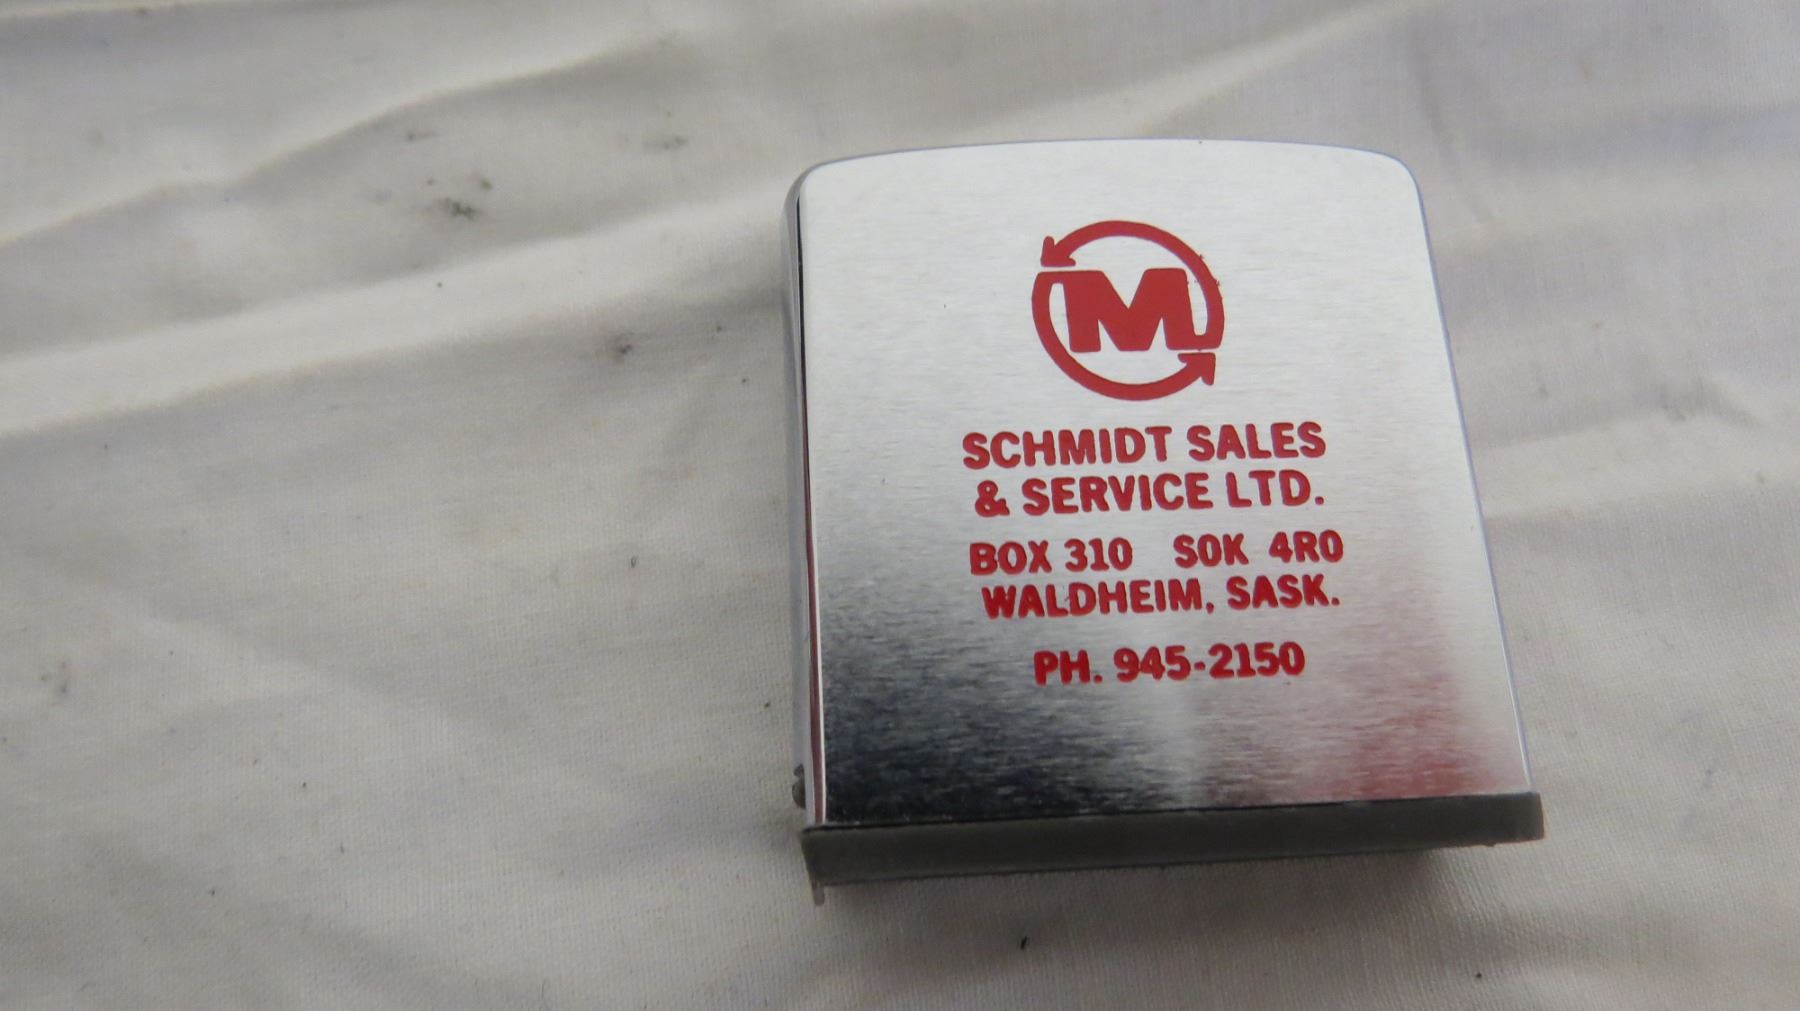 M
SCHMIDT SALES
& SERVICE LTD.
BOX 310 S0K 4R0
WALDHEIM, SASK.
PH. 945-2150